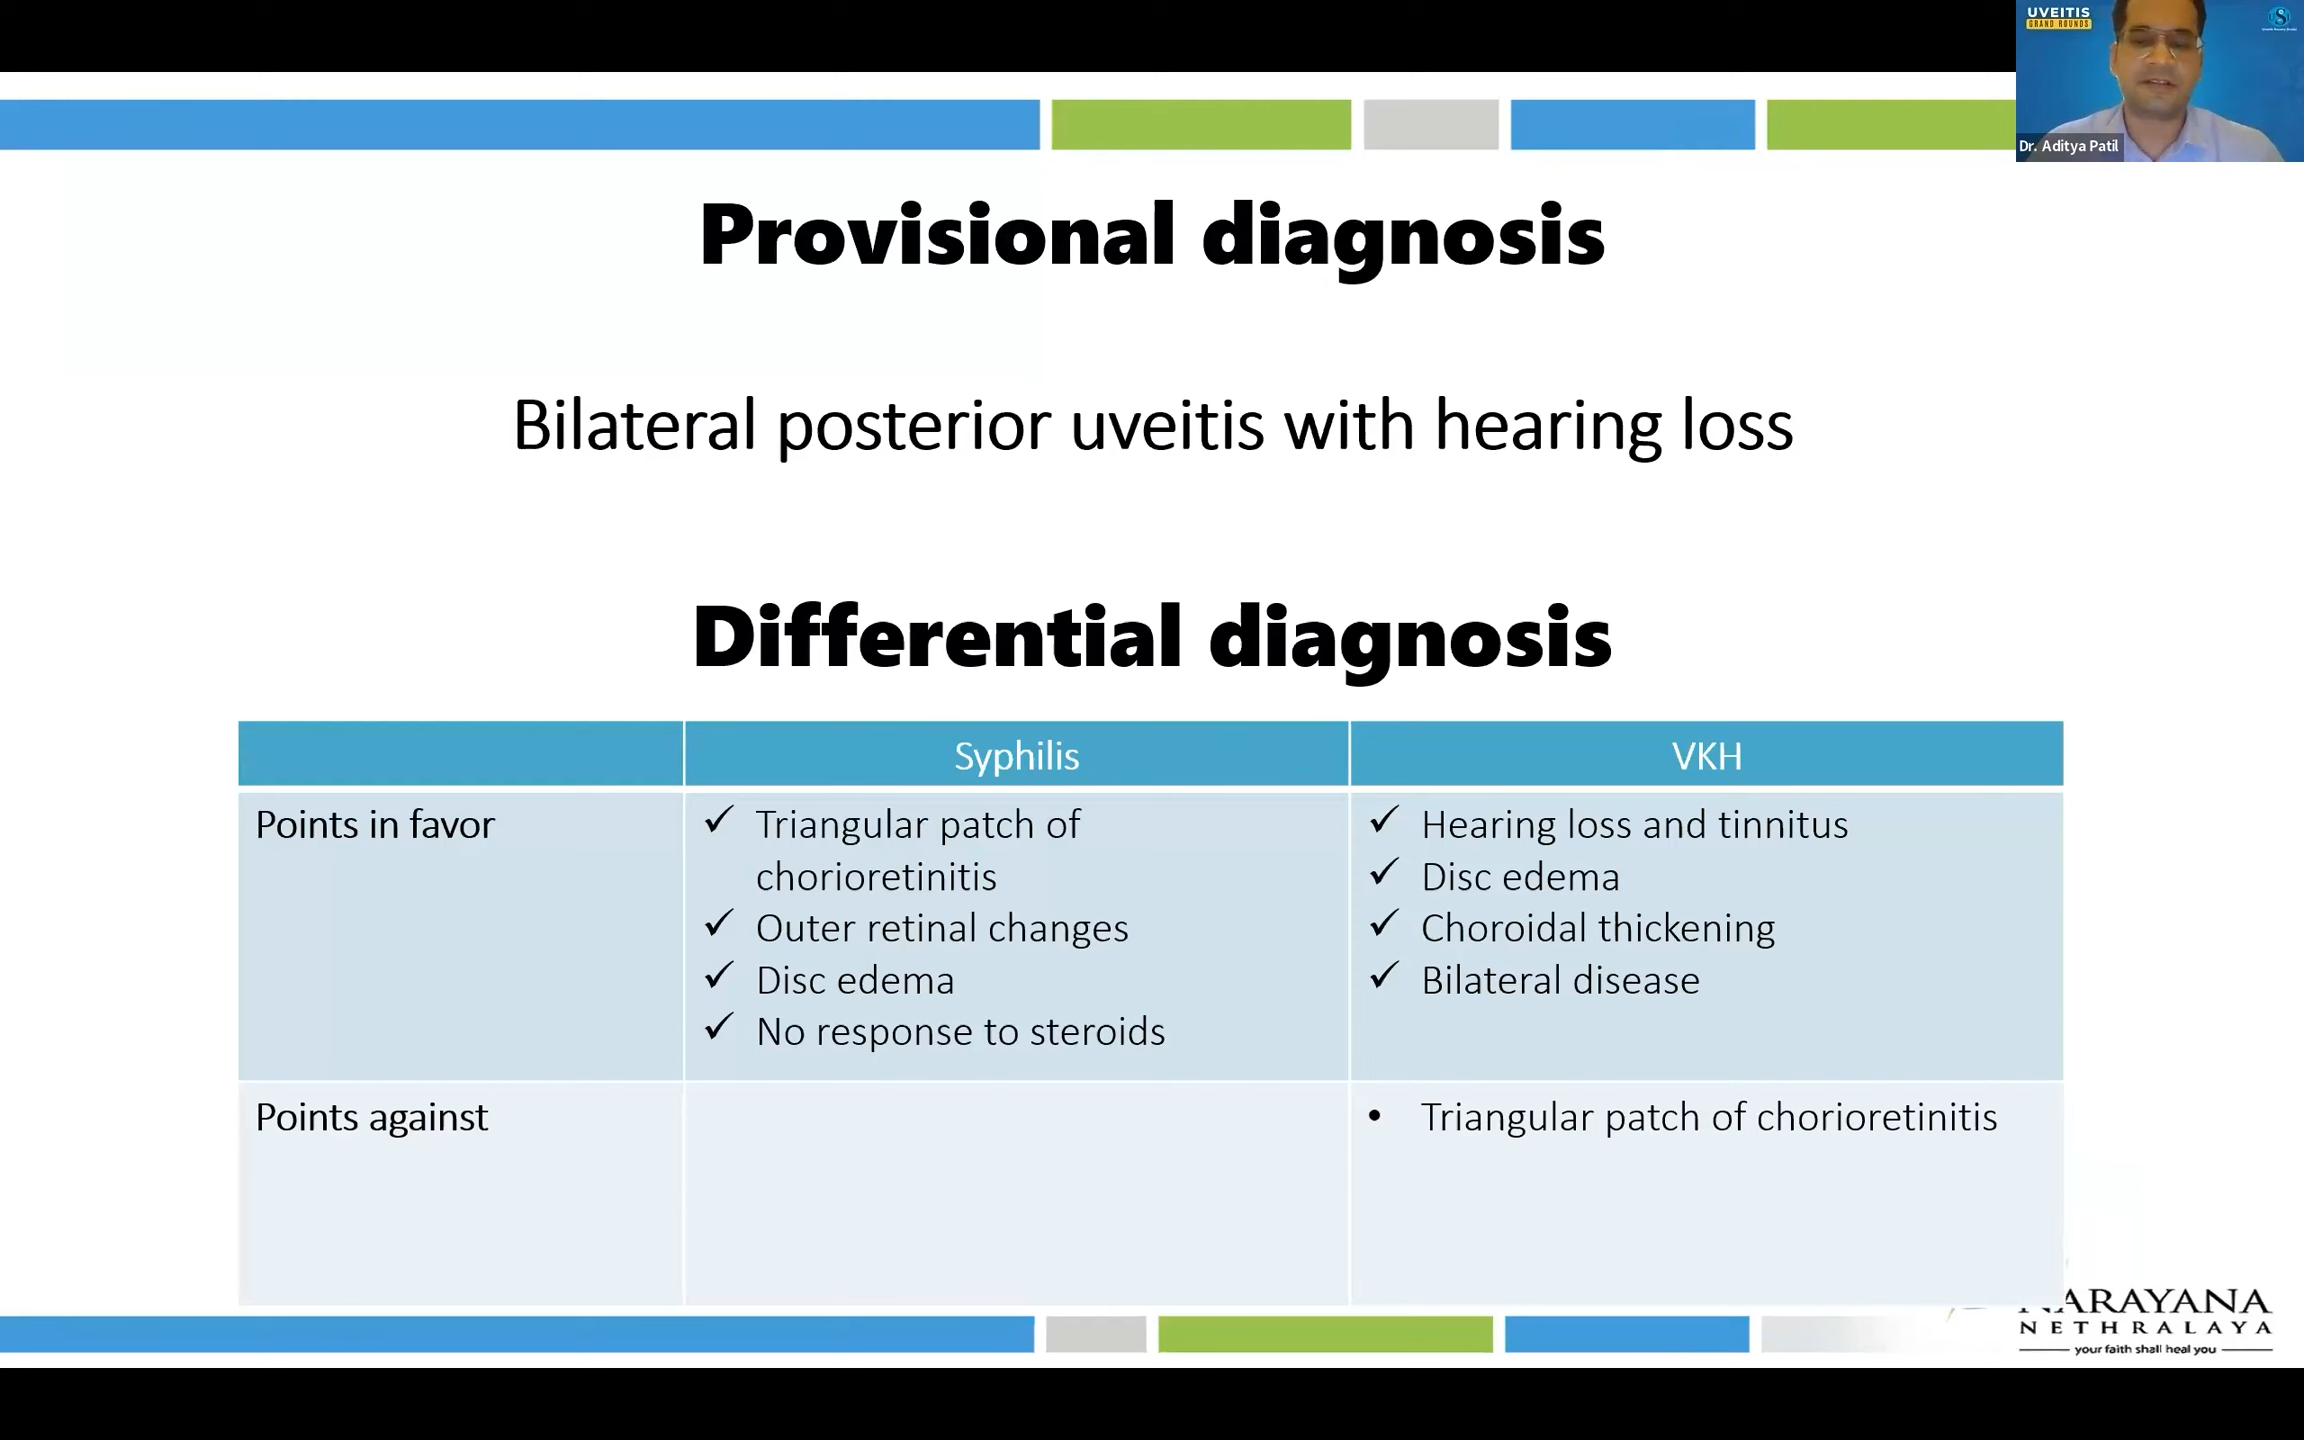 UVEITIS
GRAND ROUNDS
Dr. Aditya Patil
Provisional diagnosis
Bilateral posterior uveitis with hearing loss
Differential diagnosis
Syphilis
VKH
Points in favor
✓ Triangular patch of
chorioretinitis
✓ Outer retinal changes
✓ Disc edema
✓ No response to steroids
✓ Hearing loss and tinnitus
✓ Disc edema
✓ Choroidal thickening
✓ Bilateral disease
Points against
• Triangular patch of chorioretinitis
NARAYANA
NETHRALAYA
your faith shall heal you